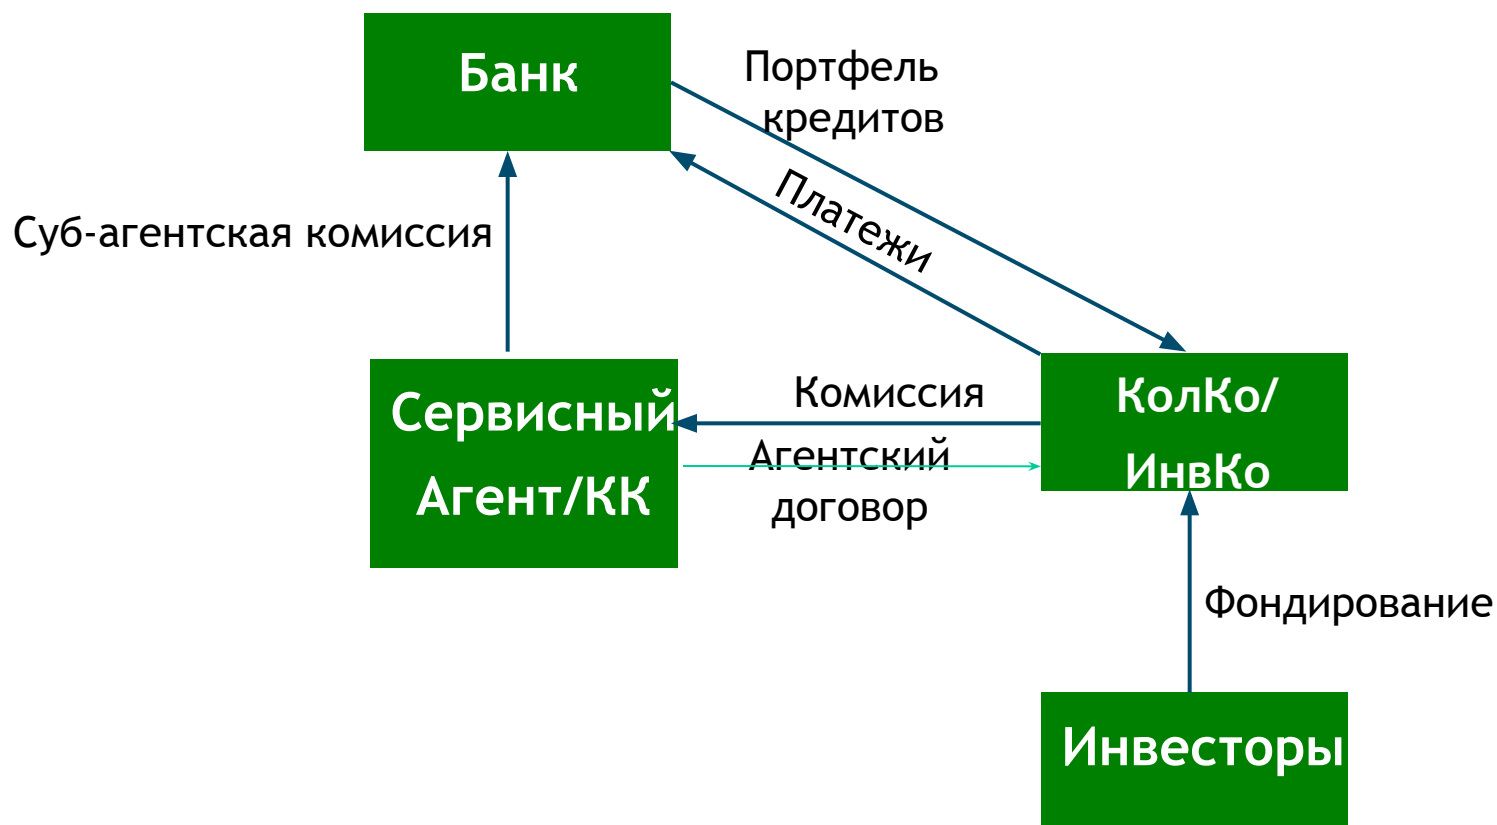 Банк
Портфель
кредитов
Платежи
Суб-агентская комиссия
Сервисный
Агент/КК
Комиссия
Агентский
договор
КолКо/
ИнвКо
Фондирование
Инвесторы